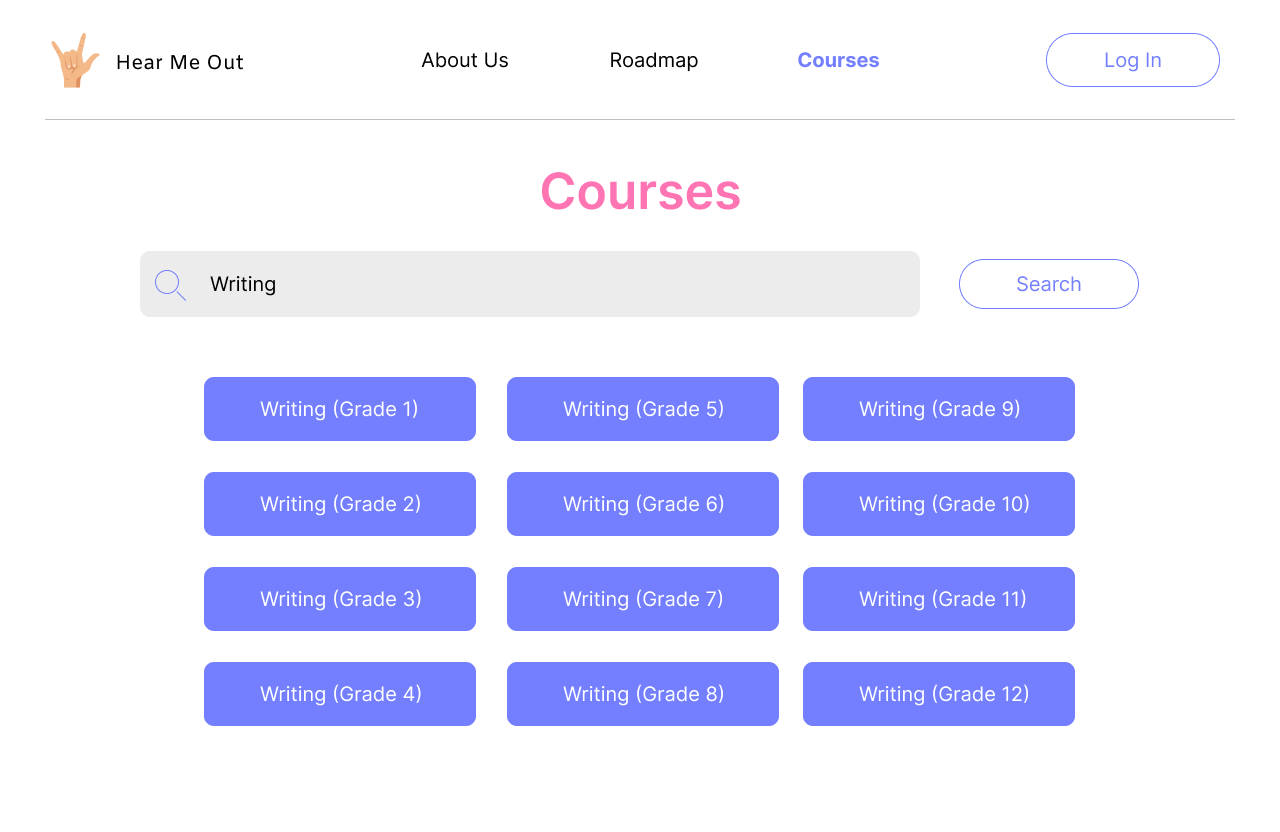 Hear Me Out
About Us
Roadmap
Courses
Log In
Courses
Writing
Search
Writing (Grade 1)
Writing (Grade 5)
Writing (Grade 9)
Writing (Grade 2)
Writing (Grade 6)
Writing (Grade 10)
Writing (Grade 3)
Writing (Grade 7)
Writing (Grade 11)
Writing (Grade 4)
Writing (Grade 8)
Writing (Grade 12)